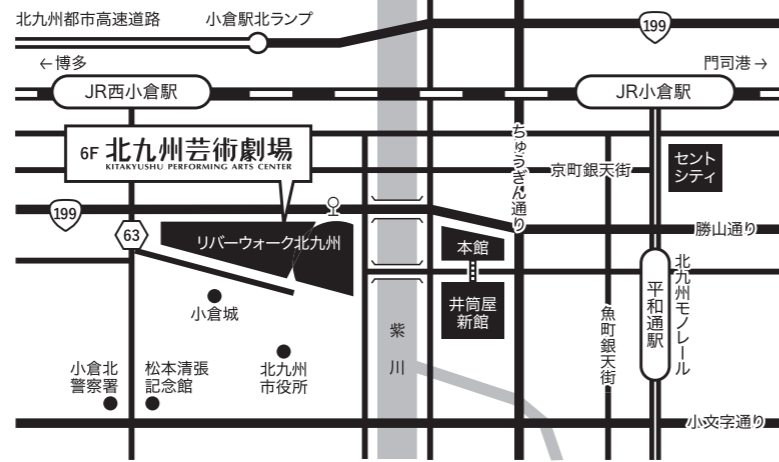 北九州都市高速道路
小倉駅北ランプ
199
←博多
門司港→
JR西小倉駅
JR小倉駅
6F 北九州芸術劇場
KITAKYUSHU PERFORMING ARTS CENTER
ちゅうぎん通り
京町銀天街
セント
シティ
199
63
リバーウォーク北九州
本館
勝山通り
井筒屋
新館
北九州モノレール
平和通駅
魚町銀天街
小倉城
紫川
北九州
市役所
小倉北
警察署
松本清張
記念館
小文字通り